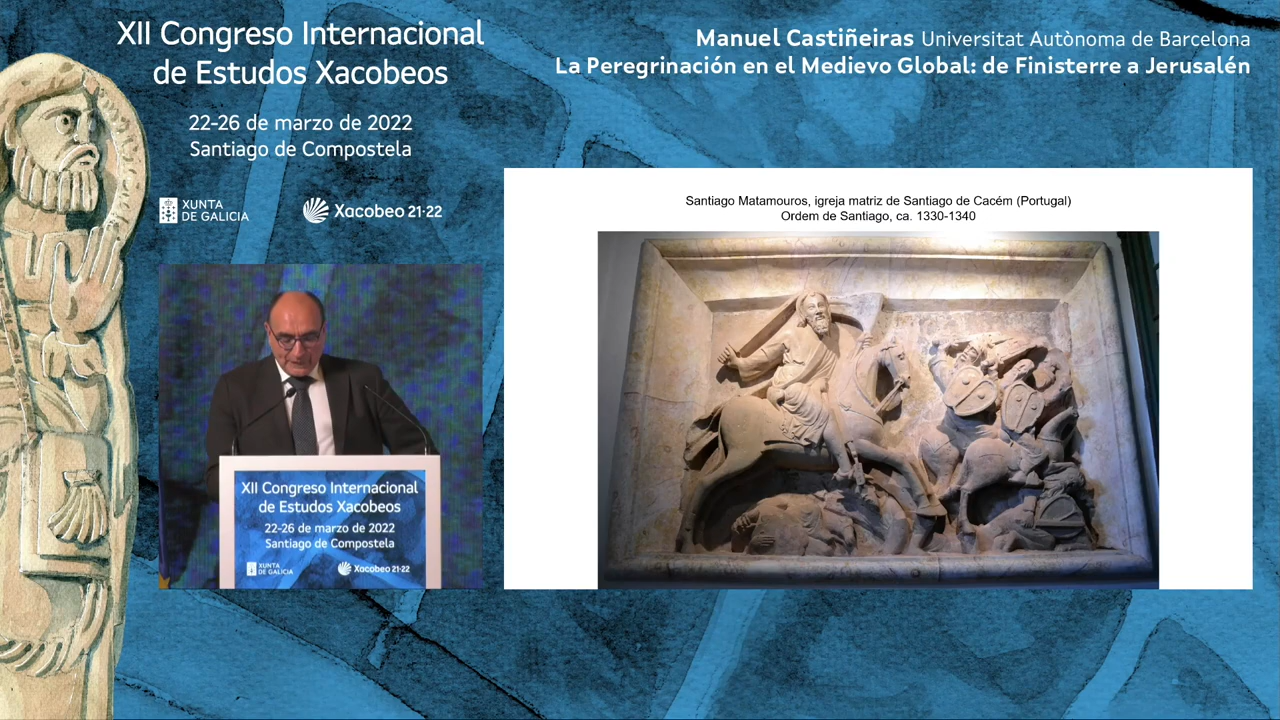 XII Congreso Internacional
de Estudos Xacobeos
22-26 de marzo de 2022
Santiago de Compostela
XUNTA
DE GALICIA
Xacobeo 21·22
Manuel Castiñeiras Universitat Autònoma de Barcelona
La Peregrinación en el Medievo Global: de Finisterre a Jerusalén
Santiago Matamouros, igreja matriz de Santiago de Cacém (Portugal)
Ordem de Santiago, ca. 1330-1340
XII Congreso Internacional
de Estudos Xacobeos
22-26 de marzo de 2022
Santiago de Compostela
XUNTA
DE GALICIA
Xacobeo 21·22